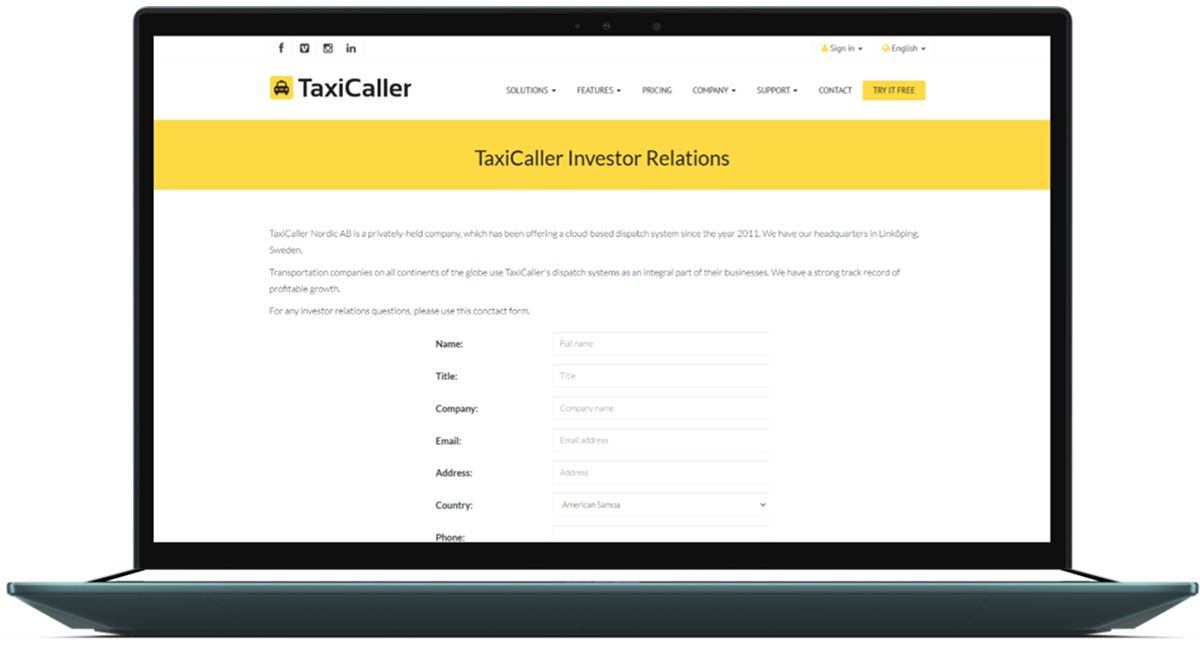 Sign in
English
TaxiCaller
SOLUTIONS FEATURES PRICING COMPANY SUPPORT CONTACT TRY IT FREE
TaxiCaller Investor Relations
TaxiCaller Nordic AB is a privately-held company, which has been offering a cloud-based dispatch system since the year 2011. We have our headquarters in Linköping,
Sweden.
Transportation companies on all continents of the globe use TaxiCaller's dispatch systems as an integral part of their businesses. We have a strong track record of
profitable growth.
For any investor relations questions, please use this conctact form.
Name: Full name
Title: Title
Company: Company name
Email: Email address
Address: Address
Country: American Samoa
Phone: